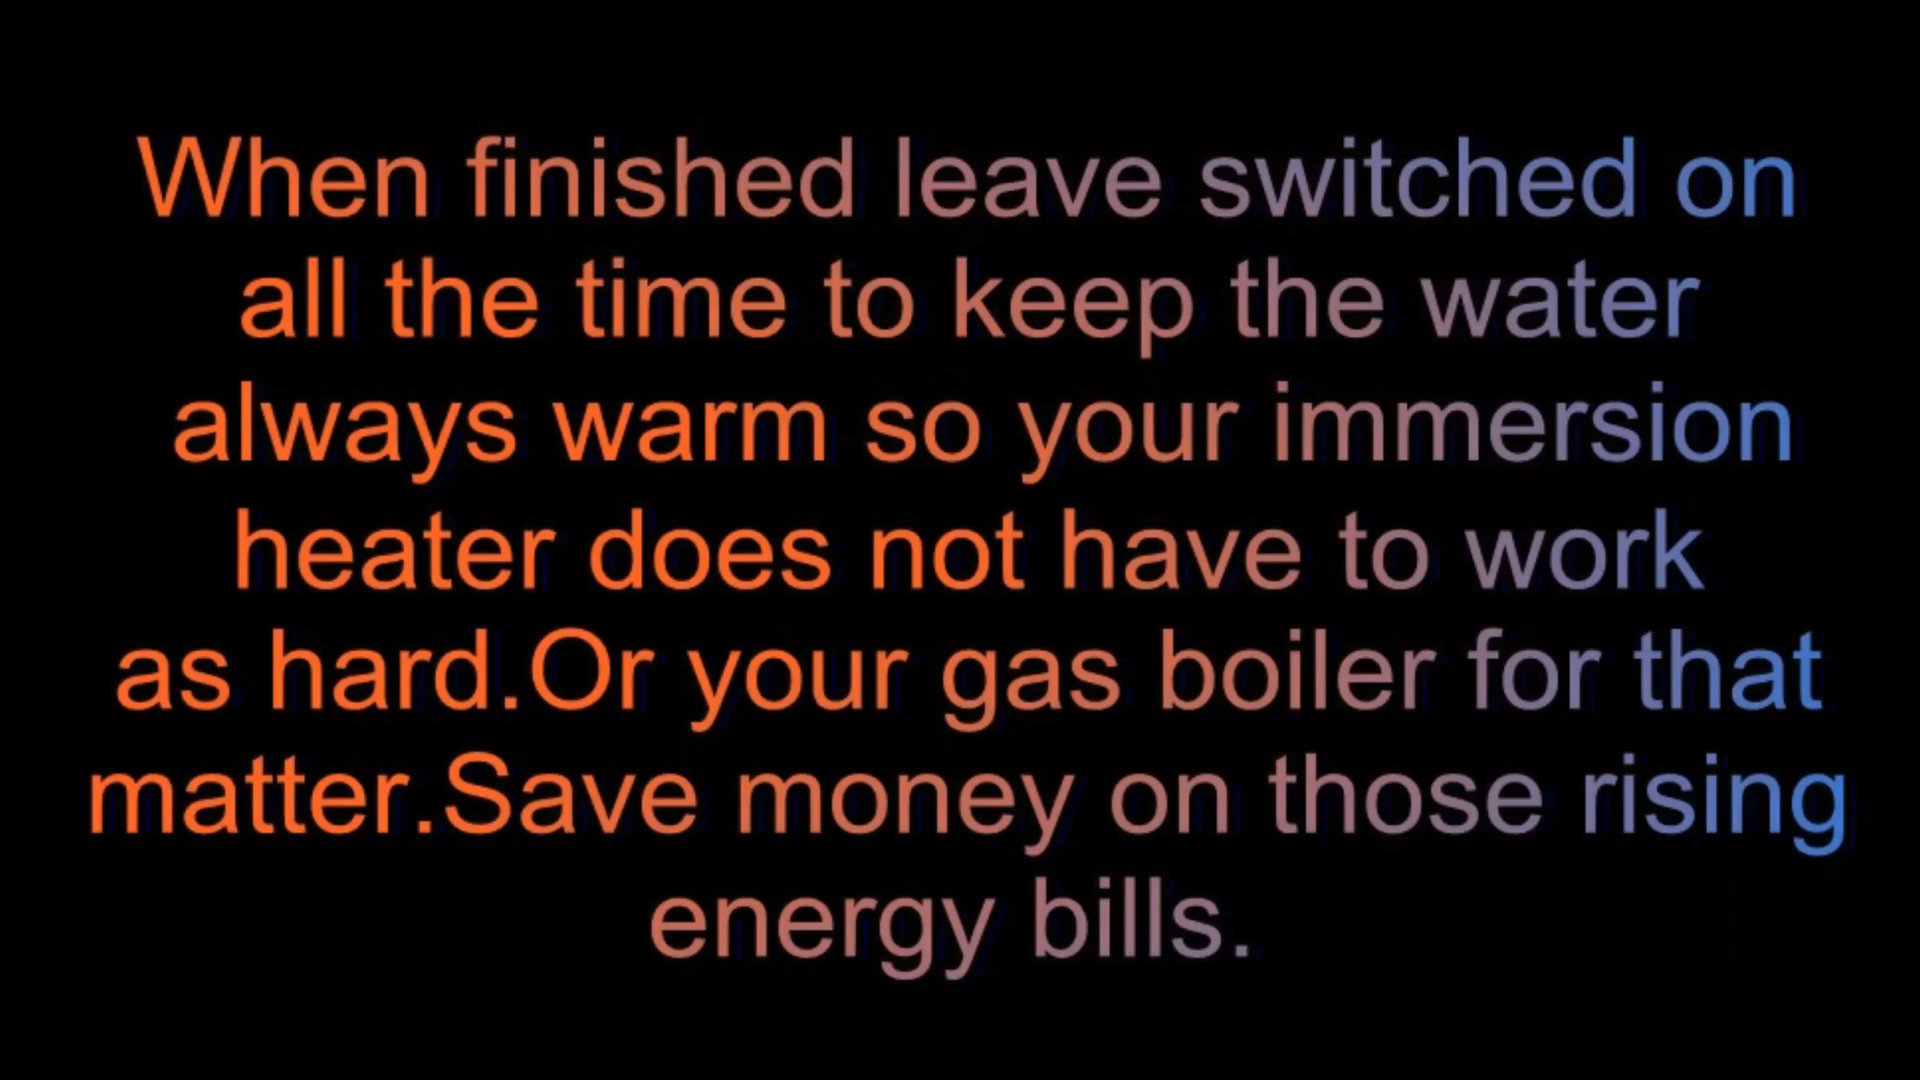 When finished leave switched on
all the time to keep the water
always warm so your immersion
heater does not have to work
as hard.Or your gas boiler for that
matter.Save money on those rising
energy bills.